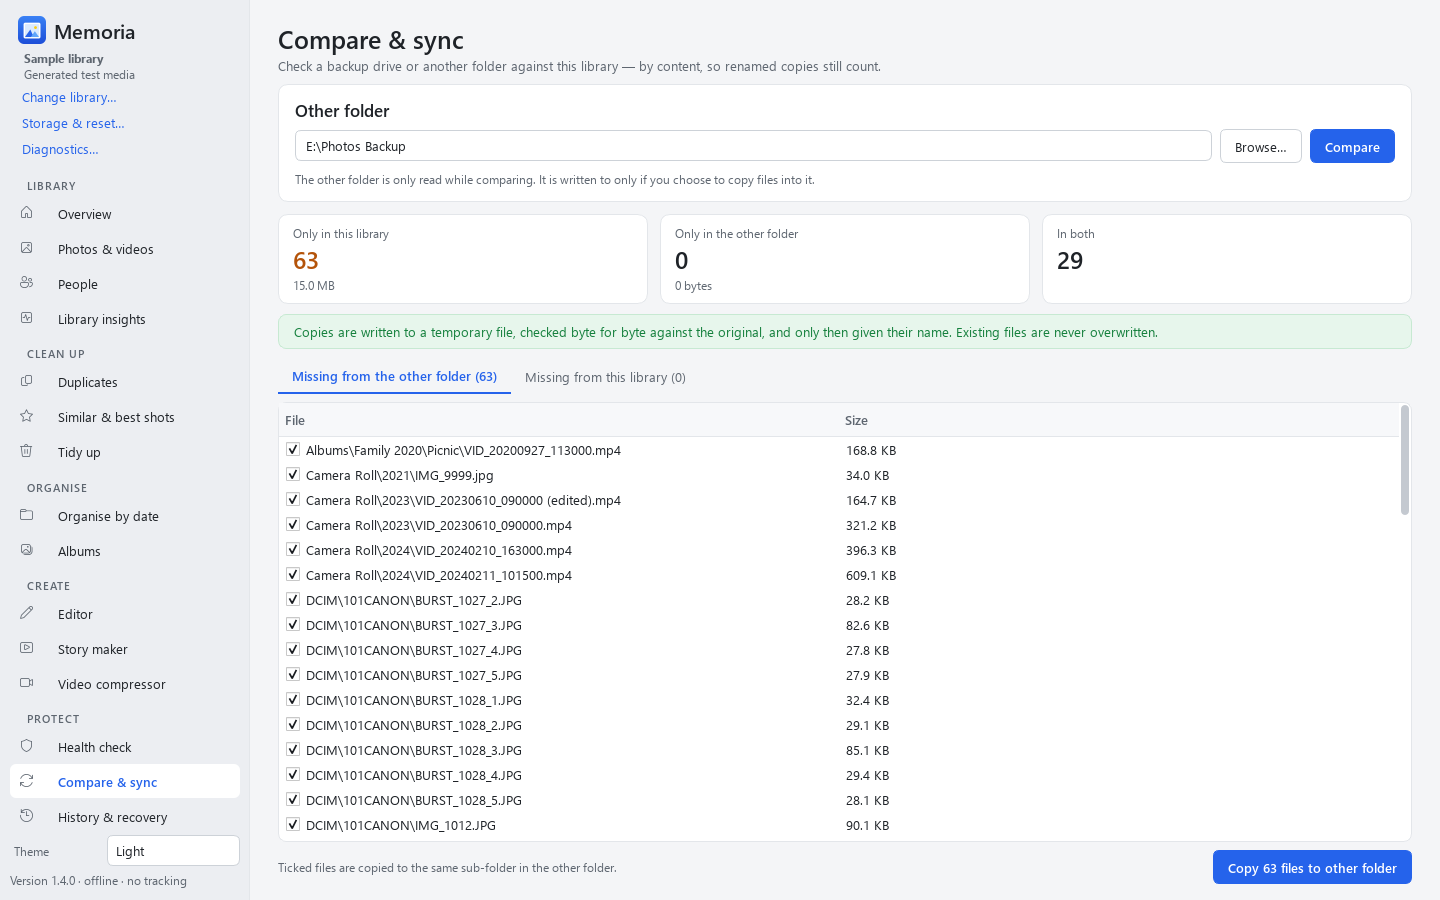 Memoria
Sample library
Generated test media
Change library...
Storage & reset...
Diagnostics...
LIBRARY
Overview
Photos & videos
People
Library insights
CLEAN UP
Duplicates
Similar & best shots
Tidy up
ORGANISE
Organise by date
Albums
CREATE
Editor
Story maker
Video compressor
PROTECT
Health check
Compare & sync
History & recovery
Theme Light
Version 1.4.0 · offline · no tracking
Compare & sync
Check a backup drive or another folder against this library — by content, so renamed copies still count.
Other folder
E:\Photos Backup Browse... Compare
The other folder is only read while comparing. It is written to only if you choose to copy files into it.
Only in this library
63
15.0 MB
Only in the other folder
0
0 bytes
In both
29
Copies are written to a temporary file, checked byte for byte against the original, and only then given their name. Existing files are never overwritten.
Missing from the other folder (63) Missing from this library (0)
File Size
Albums\Family 2020\Picnic\VID_20200927_113000.mp4 168.8 KB
Camera Roll\2021\IMG_9999.jpg 34.0 KB
Camera Roll\2023\VID_20230610_090000 (edited).mp4 164.7 KB
Camera Roll\2023\VID_20230610_090000.mp4 321.2 KB
Camera Roll\2024\VID_20240210_163000.mp4 396.3 KB
Camera Roll\2024\VID_20240211_101500.mp4 609.1 KB
DCIM\101CANON\BURST_1027_2.JPG 28.2 KB
DCIM\101CANON\BURST_1027_3.JPG 82.6 KB
DCIM\101CANON\BURST_1027_4.JPG 27.8 KB
DCIM\101CANON\BURST_1027_5.JPG 27.9 KB
DCIM\101CANON\BURST_1028_1.JPG 32.4 KB
DCIM\101CANON\BURST_1028_2.JPG 29.1 KB
DCIM\101CANON\BURST_1028_3.JPG 85.1 KB
DCIM\101CANON\BURST_1028_4.JPG 29.4 KB
DCIM\101CANON\BURST_1028_5.JPG 28.1 KB
DCIM\101CANON\IMG_1012.JPG 90.1 KB
Ticked files are copied to the same sub-folder in the other folder.
Copy 63 files to other folder